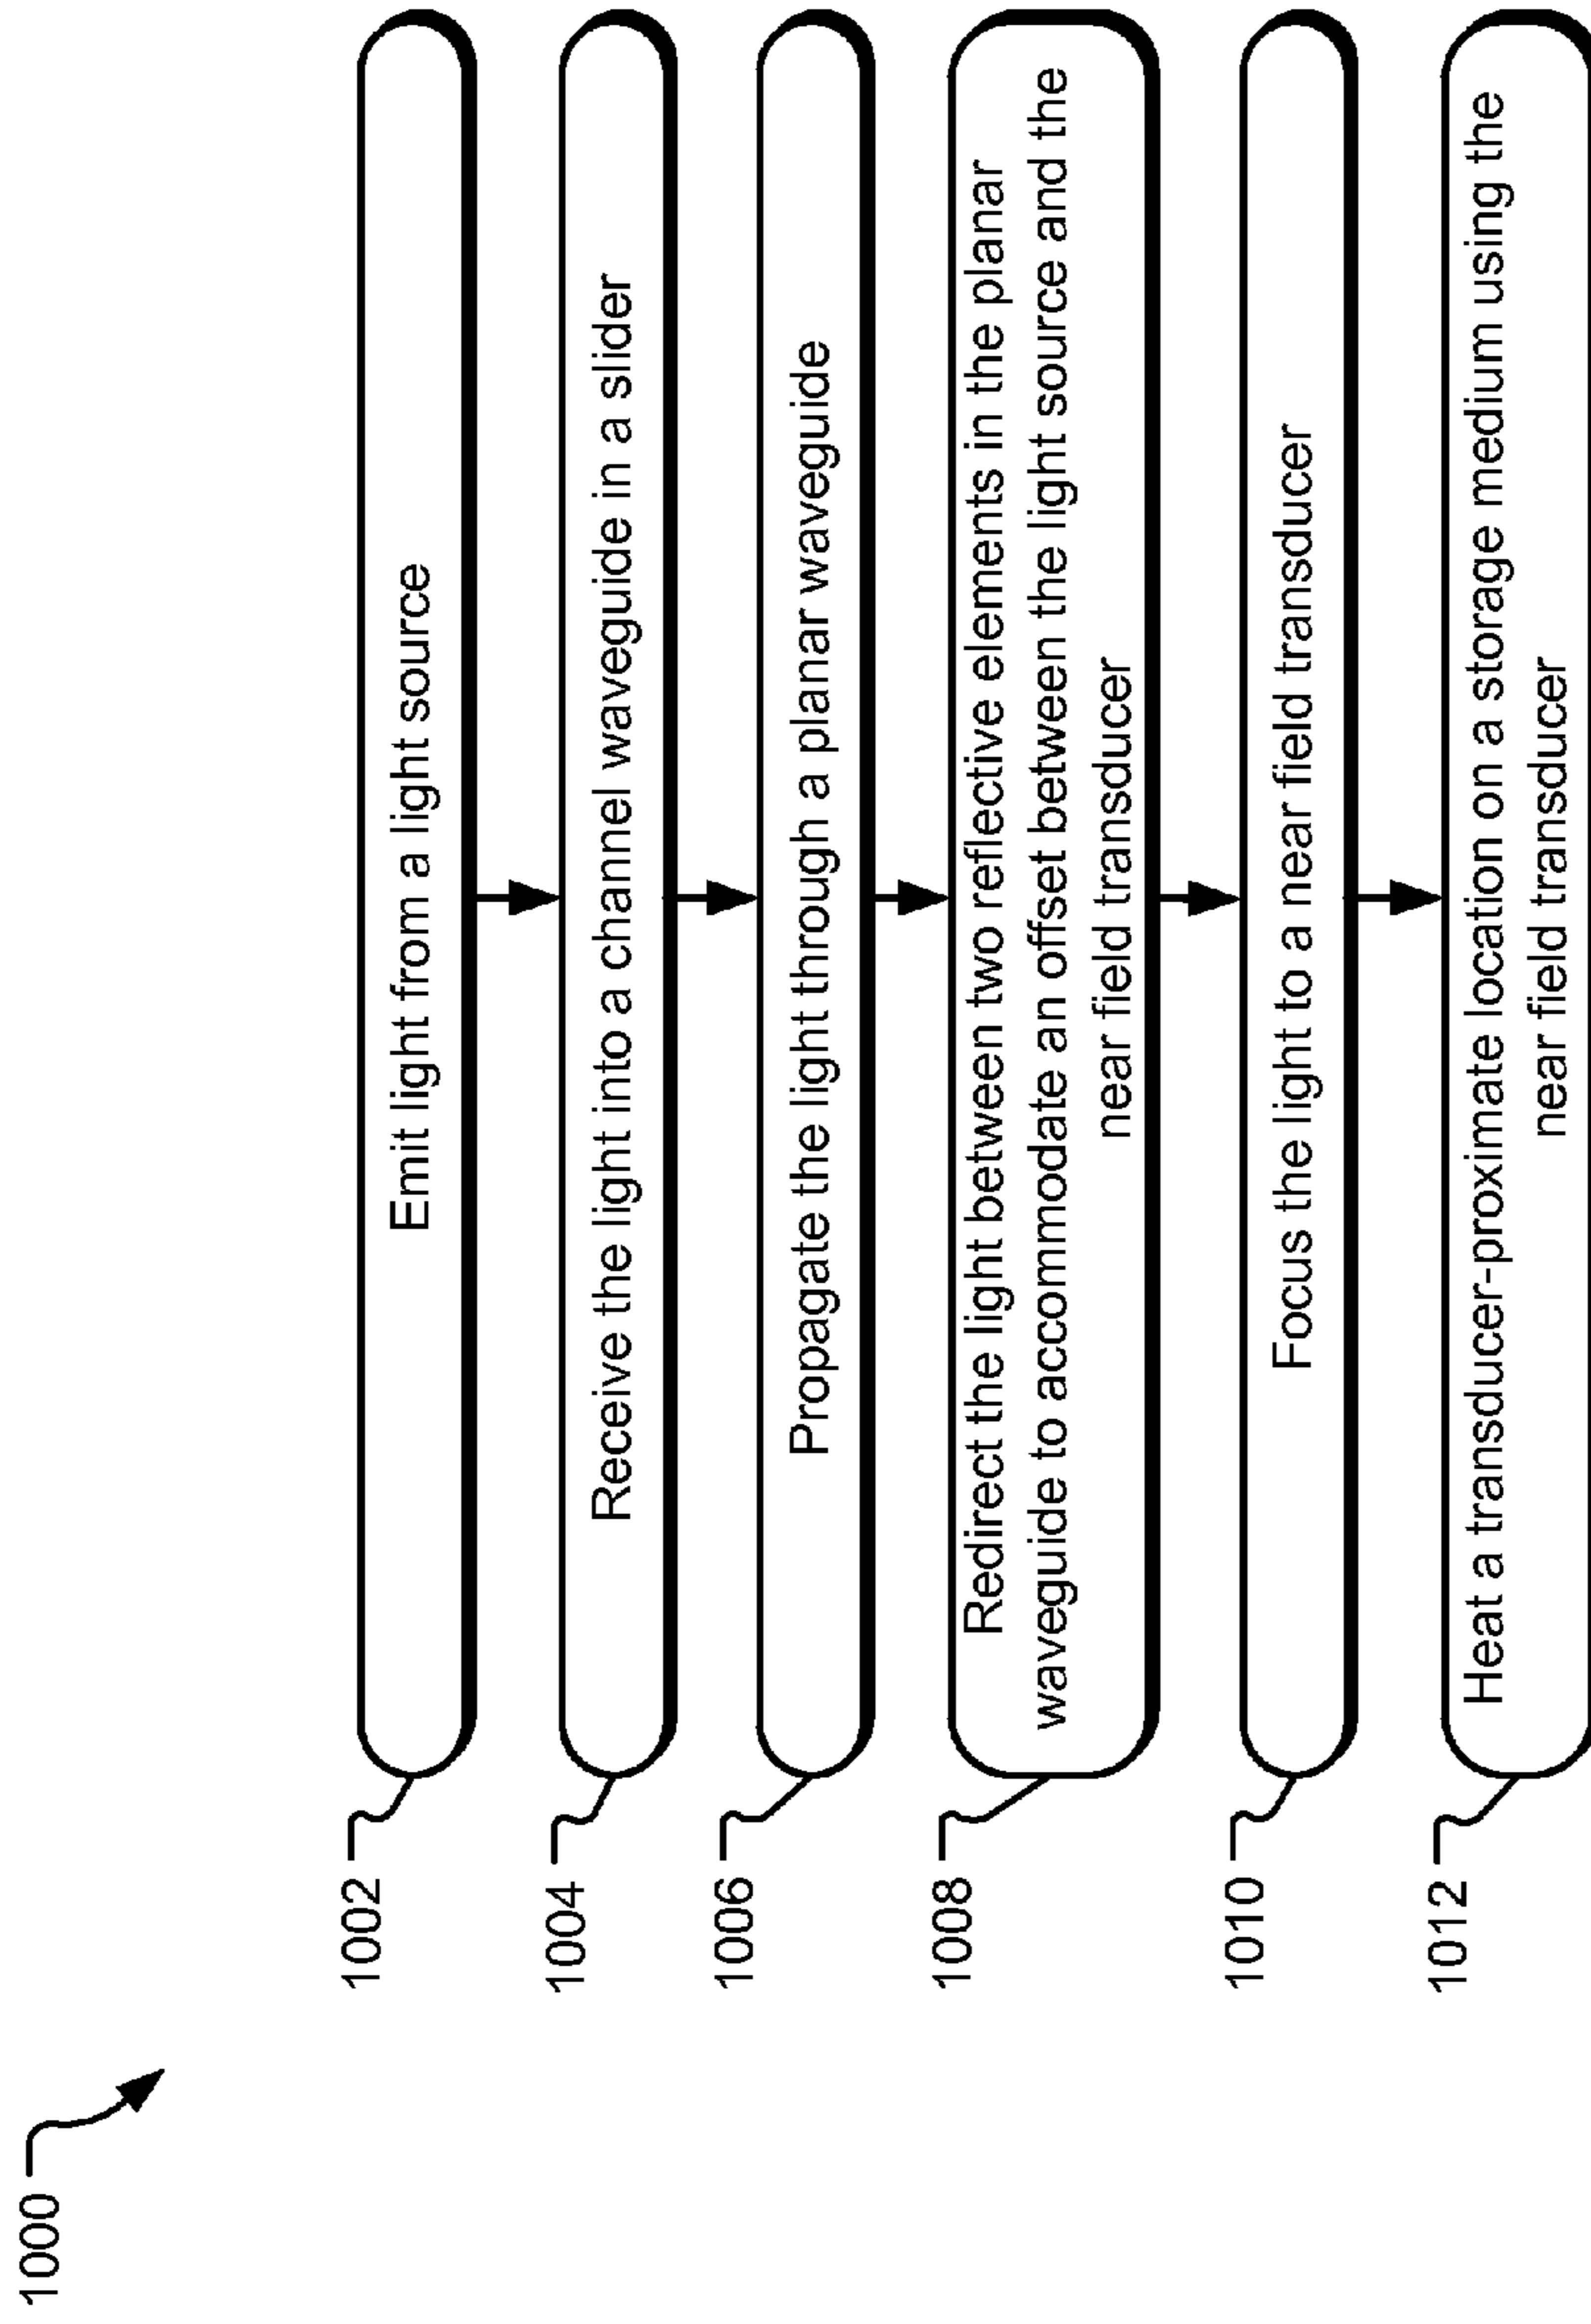 1000
1002
Emit light from a light source
1004
Receive the light into a channel waveguide in a slider
1006
Propagate the light through a planar waveguide
1008
Redirect the light between two reflective elements in the planar
waveguide to accommodate an offset between the light source and the
near field transducer
1010
Focus the light to a near field transducer
1012
Heat a transducer-proximate location on a storage medium using the
near field transducer